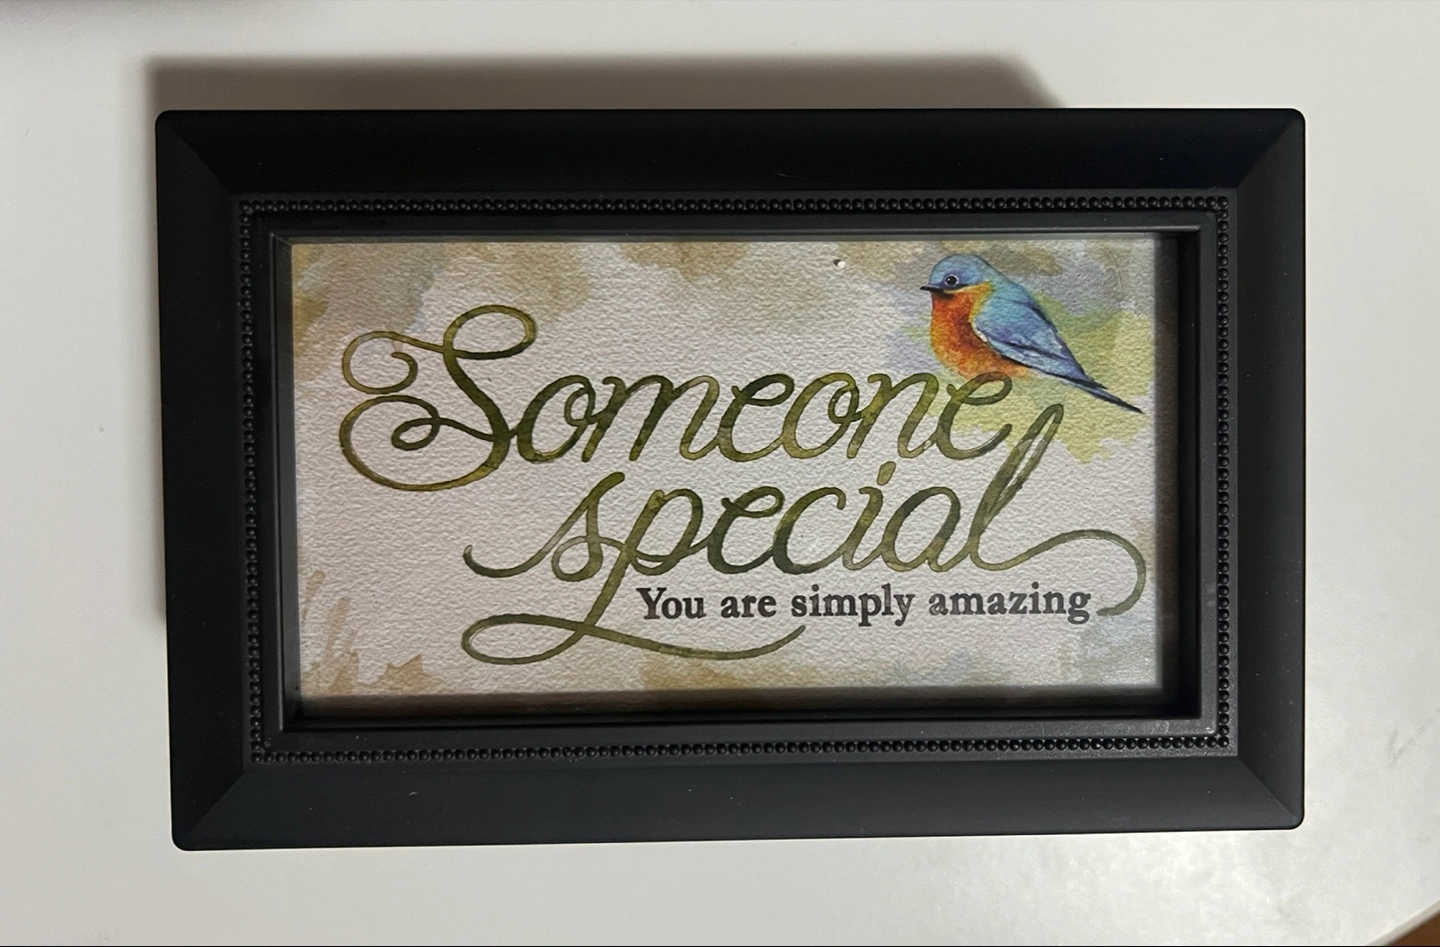 Someone
special
You are simply amazing